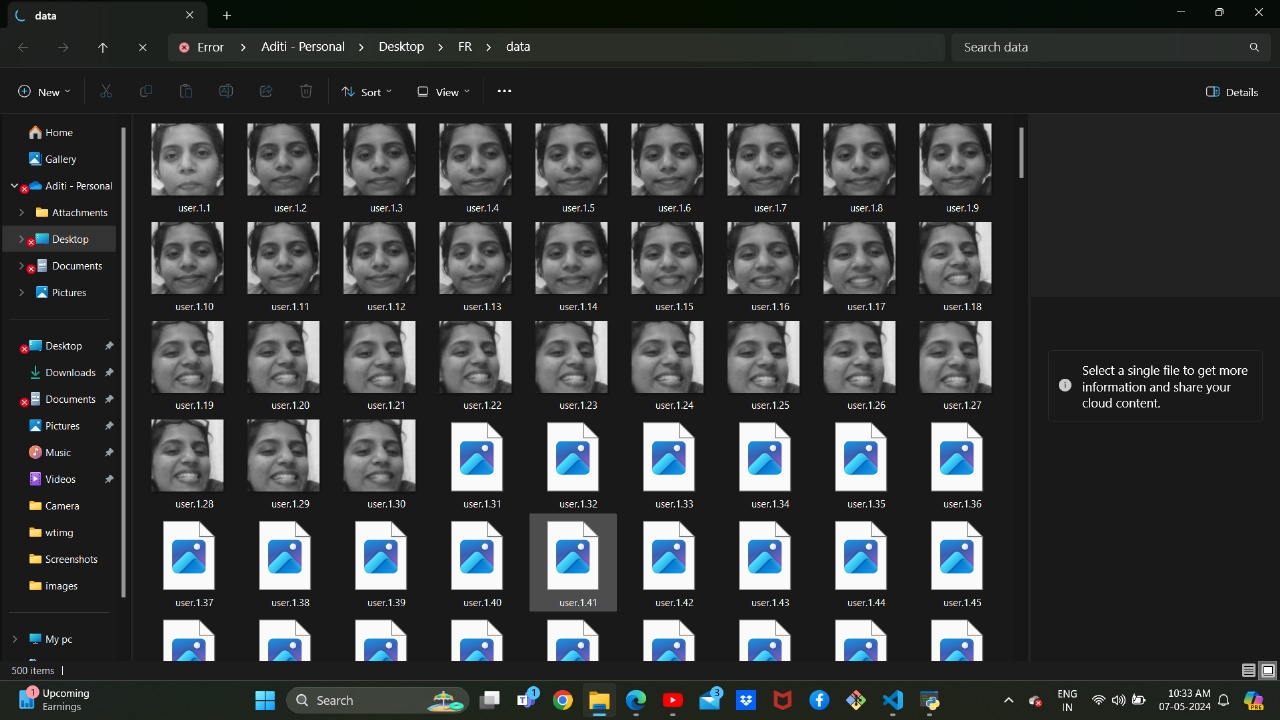 data
Error > Aditi - Personal > Desktop > FR > data
Search data
New
Sort
View
Details
Home
Gallery
Aditi - Personal
Attachments
Desktop
Documents
Pictures
Desktop
Downloads
Documents
Pictures
Music
Videos
Camera
wtimg
Screenshots
images
My pc
user.1.1 user.1.2 user.1.3 user.1.4 user.1.5 user.1.6 user.1.7 user.1.8 user.1.9
user.1.10 user.1.11 user.1.12 user.1.13 user.1.14 user.1.15 user.1.16 user.1.17 user.1.18
user.1.19 user.1.20 user.1.21 user.1.22 user.1.23 user.1.24 user.1.25 user.1.26 user.1.27
user.1.28 user.1.29 user.1.30 user.1.31 user.1.32 user.1.33 user.1.34 user.1.35 user.1.36
user.1.37 user.1.38 user.1.39 user.1.40 user.1.41 user.1.42 user.1.43 user.1.44 user.1.45
Select a single file to get more
information and share your
cloud content.
500 items
1
Upcoming
Earnings
Search
1
3
ENG
IN
10:33 AM
07-05-2024
PRE